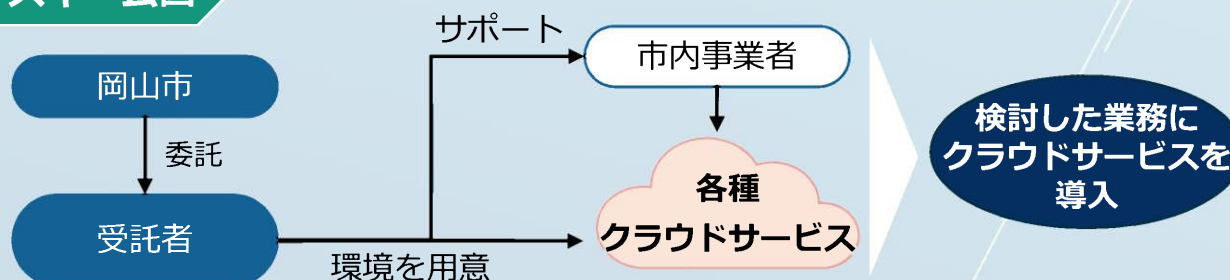 サポート
岡山市
市内事業者
委託
検討した業務に
クラウドサービスを
導入
各種
クラウドサービス
受託者
環境を用意